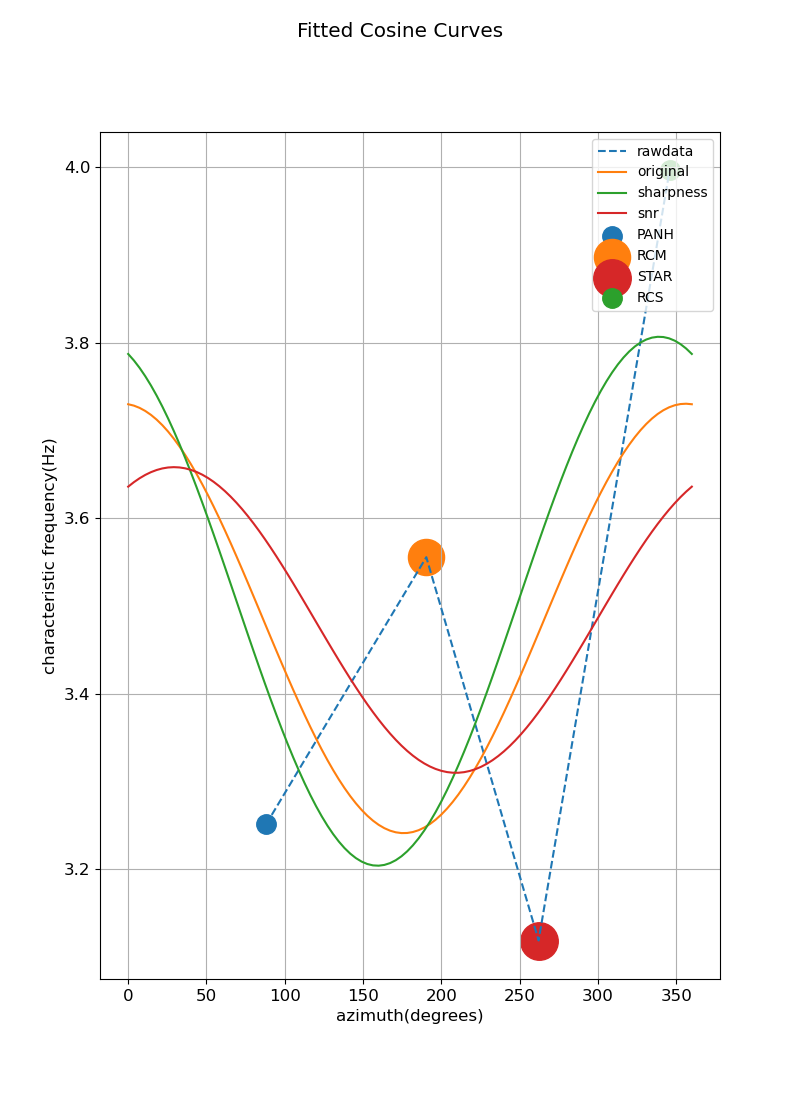 Fitted Cosine Curves
rawdata
original
sharpness
snr
PANH
RCM
STAR
RCS
characteristic frequency(Hz)
4.0
3.8
3.6
3.4
3.2
0 50 100 150 200 250 300 350
azimuth(degrees)